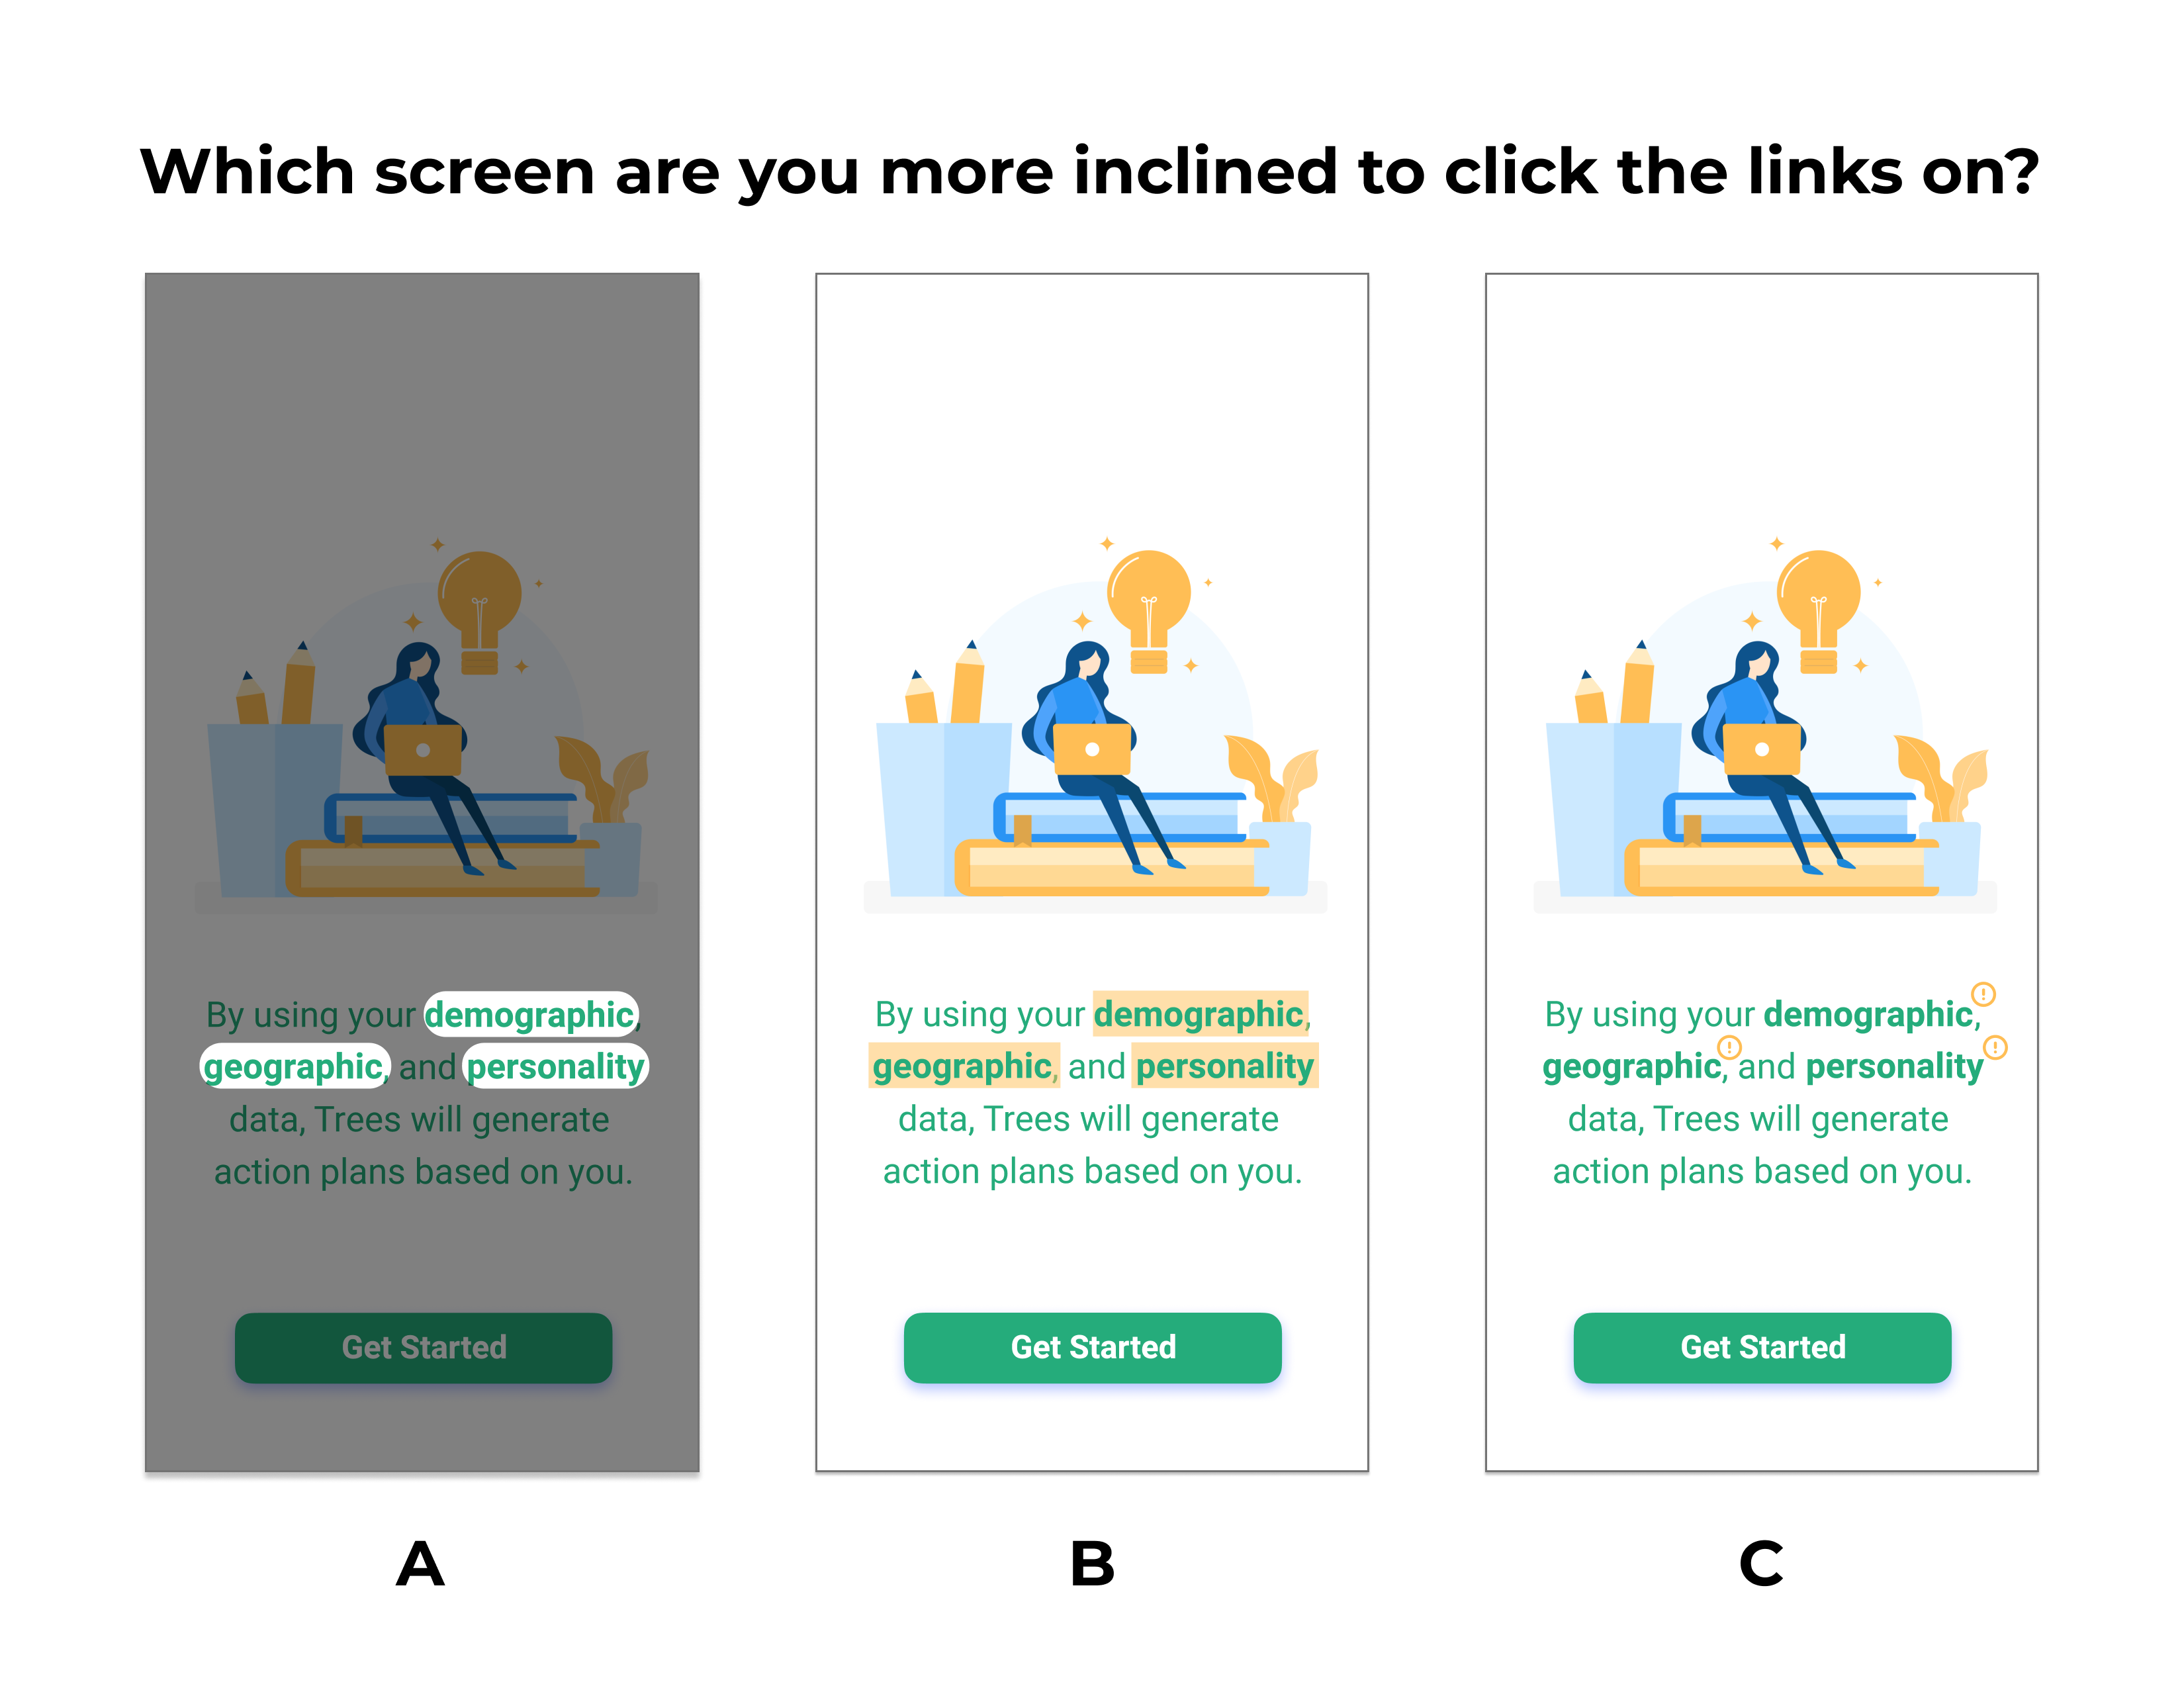 Which screen are you more inclined to click the links on?
By using your demographic,
geographic, and personality
data, Trees will generate
action plans based on you.
Get Started
A
By using your demographic,
geographic, and personality
data, Trees will generate
action plans based on you.
Get Started
B
By using your demographic,
geographic, and personality
data, Trees will generate
action plans based on you.
Get Started
C